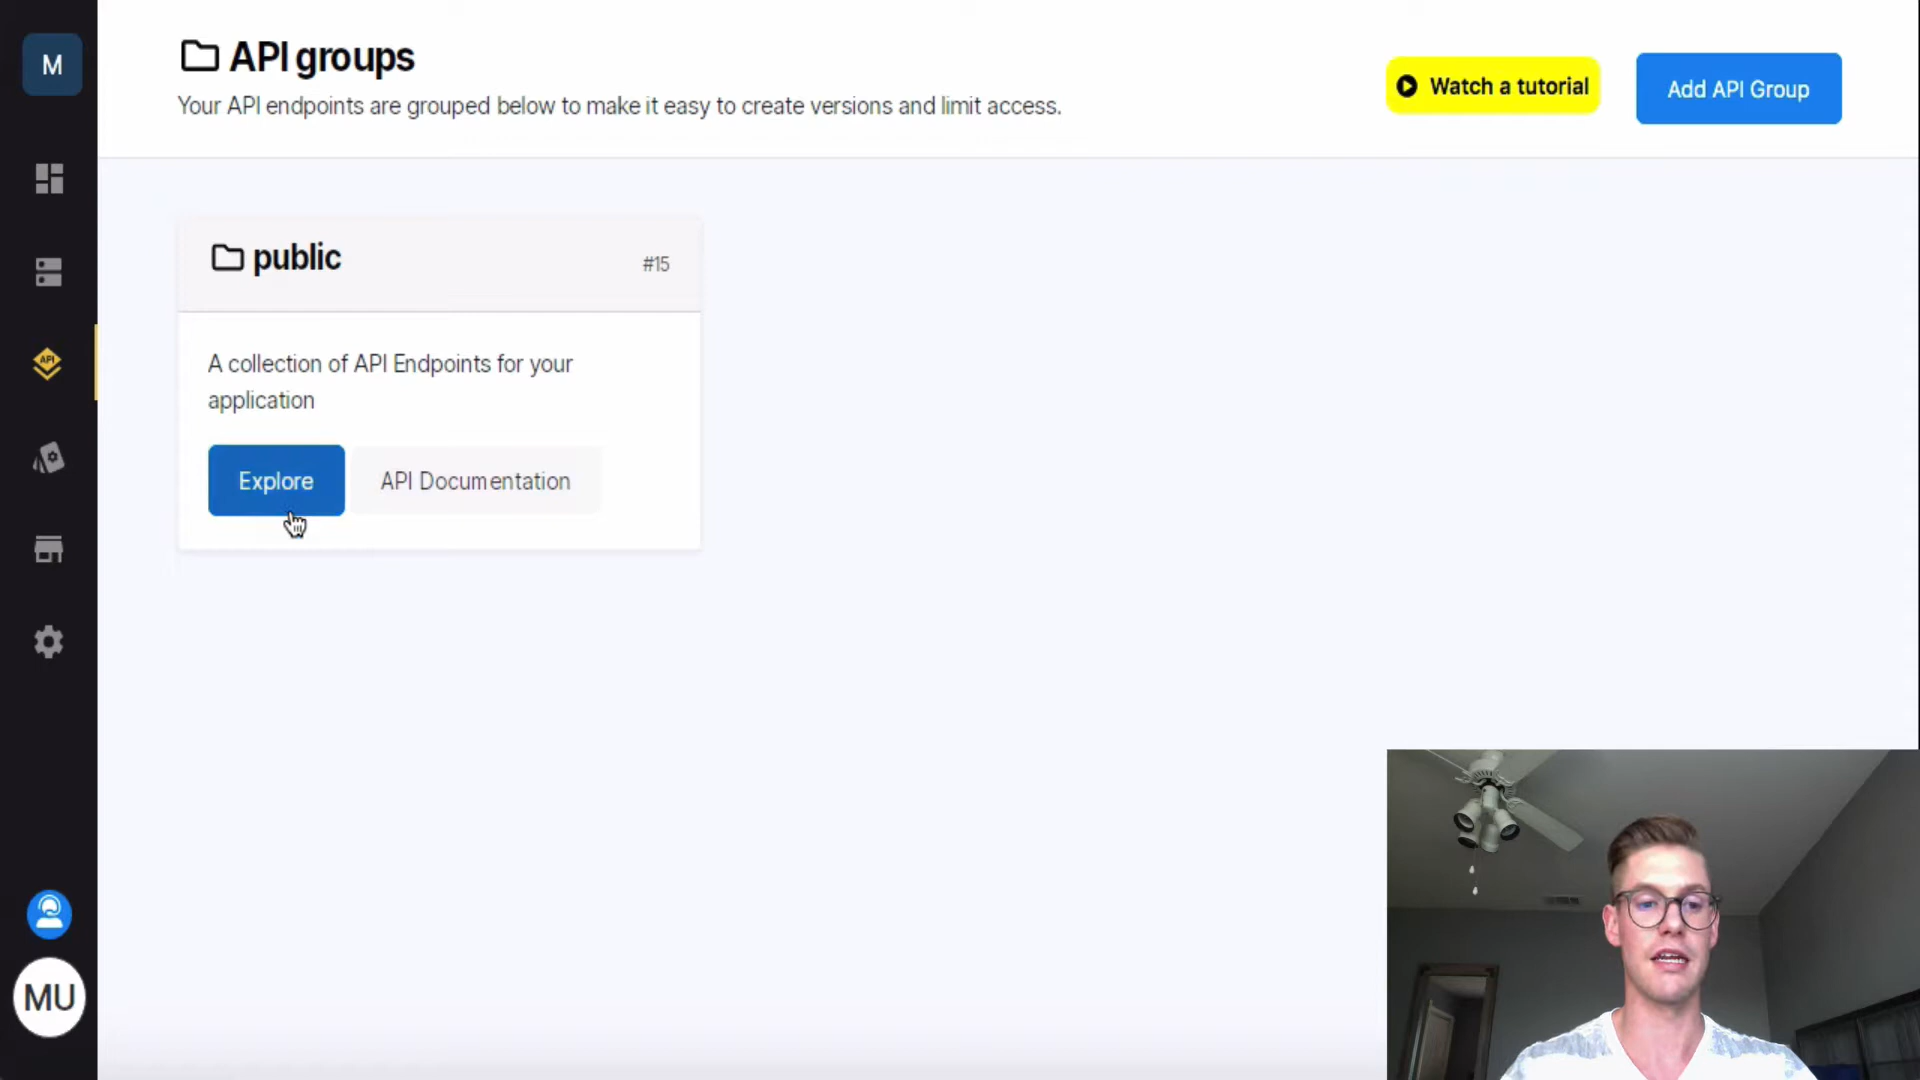 M
API groups
Your API endpoints are grouped below to make it easy to create versions and limit access.
Watch a tutorial
Add API Group
API
public
#15
A collection of API Endpoints for your
application
Explore
API Documentation
MU